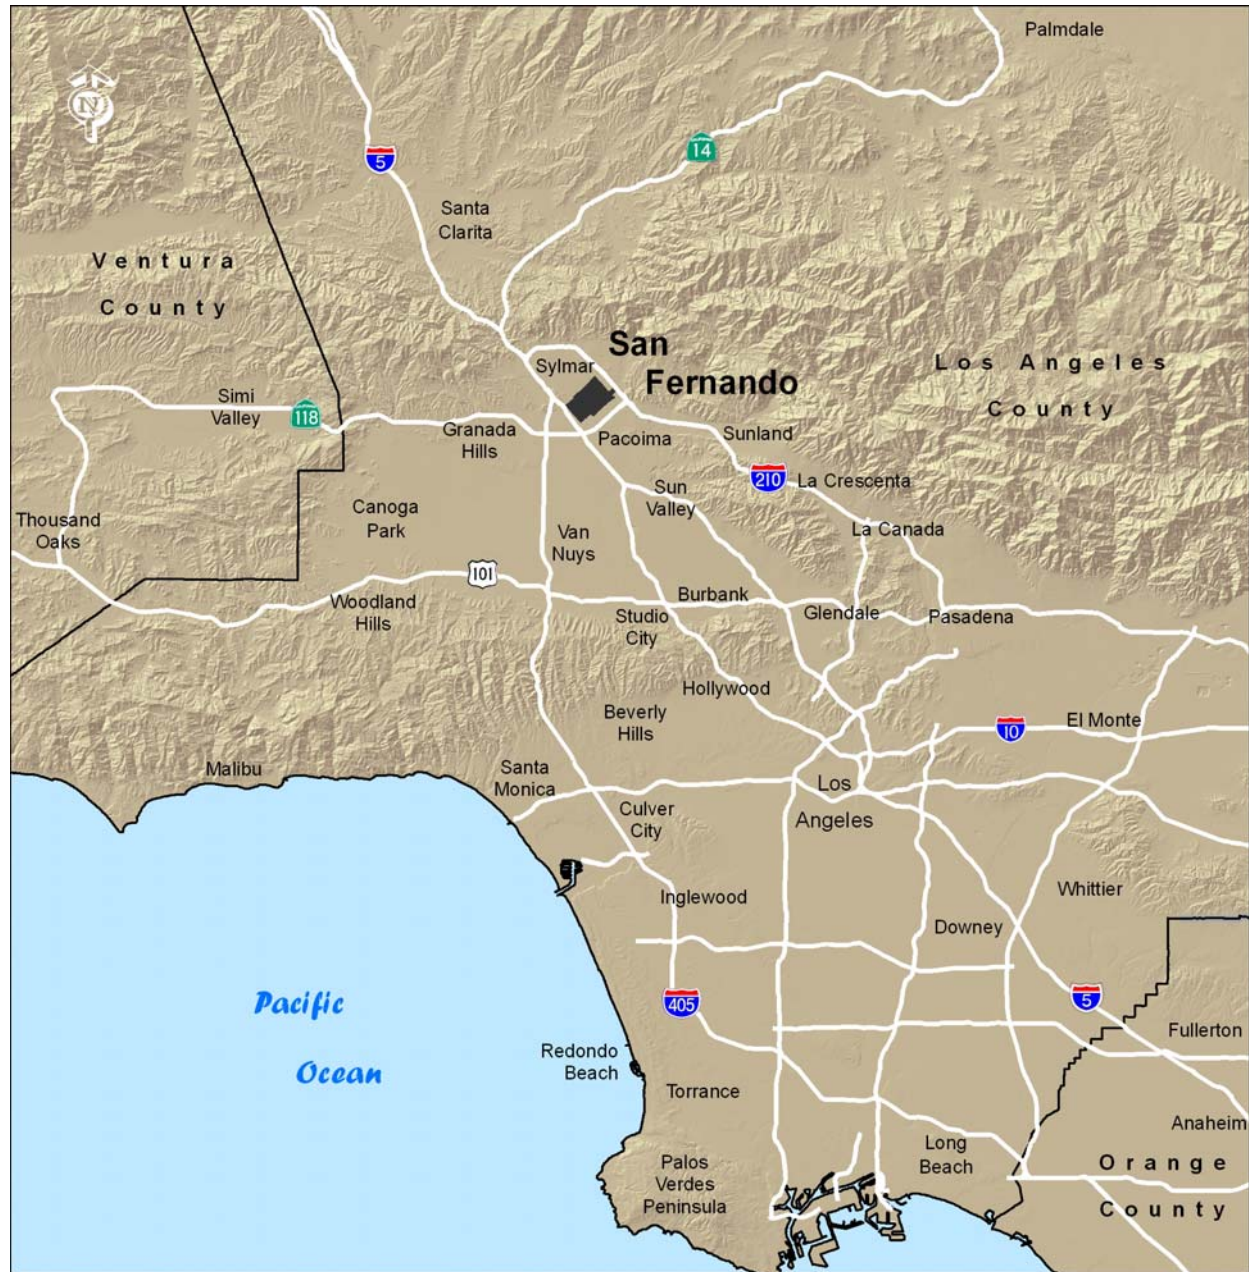 Palmdale
N
14
5
Santa
Clarita
Ventura
County
San
Fernando
Sylmar
Los Angeles
County
Simi
Valley
118
Granada
Hills
Pacoima
Sunland
210
La Crescenta
Sun
Valley
Canoga
Park
Thousand
Oaks
Van
Nuys
La Canada
101
Woodland
Hills
Burbank
Studio
City
Glendale
Pasadena
Hollywood
Beverly
Hills
10
El Monte
Malibu
Santa
Monica
Los
Angeles
Culver
City
Inglewood
Whittier
Downey
405
5
Pacific
Ocean
Fullerton
Redondo
Beach
Torrance
Anaheim
Long
Beach
Palos
Verdes
Peninsula
Orange
County